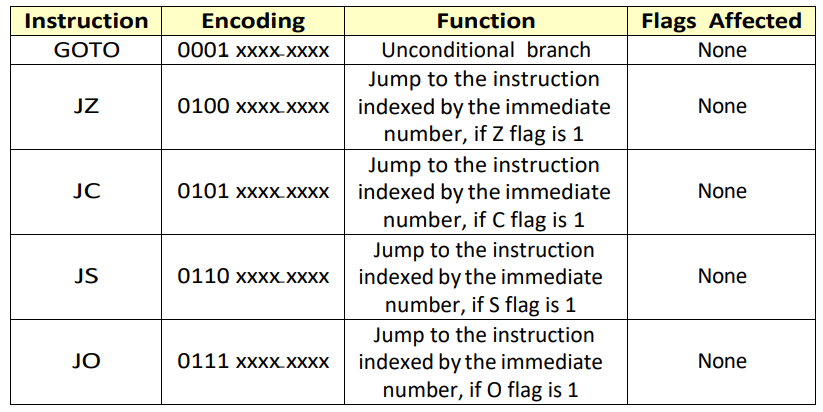 Instruction Encoding Function Flags Affected
GOTO 0001 xxxx xxxx Unconditional branch None
Jump to the instruction
JZ 0100 xxxx xxxx indexed by the immediate None
number, if Z flag is 1
Jump to the instruction
JC 0101 xxxx xxxx indexed by the immediate None
number, if C flag is 1
Jump to the instruction
JS 0110 xxxx xxxx indexed by the immediate None
number, if S flag is 1
Jump to the instruction
JO 0111 xxxx xxxx indexed by the immediate None
number, if O flag is 1